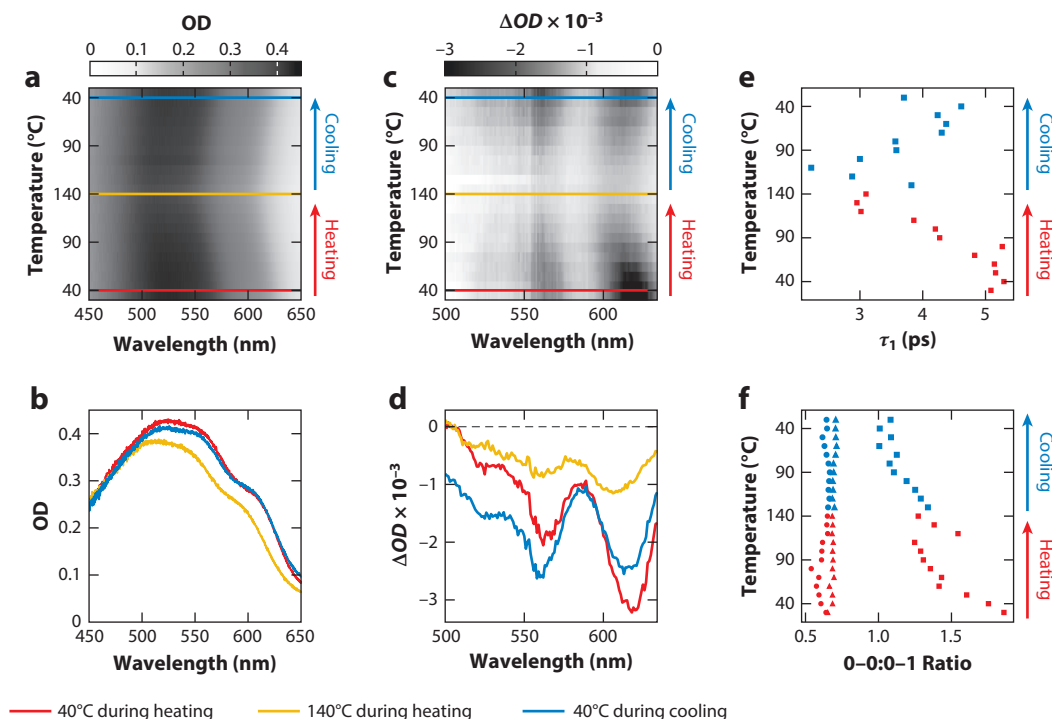 OD
0 0.1 0.2 0.3 0.4
ΔOD × 10⁻³
−3 −2 −1 0
a
40
90
140
90
40
Temperature (°C)
Cooling
Heating
450 500 550 600 650
Wavelength (nm)
c
40
90
140
90
40
Temperature (°C)
Cooling
Heating
500 550 600
Wavelength (nm)
e
40
90
140
90
40
Temperature (°C)
Cooling
Heating
3 4 5
τ₁ (ps)
b
0.4
0.3
0.2
0.1
0
OD
450 500 550 600 650
Wavelength (nm)
d
0
−1
−2
−3
ΔOD × 10⁻³
500 550 600
Wavelength (nm)
f
40
90
140
90
40
Temperature (°C)
Cooling
Heating
0.5 1.0 1.5
0–0:0–1 Ratio
40°C during heating 140°C during heating 40°C during cooling